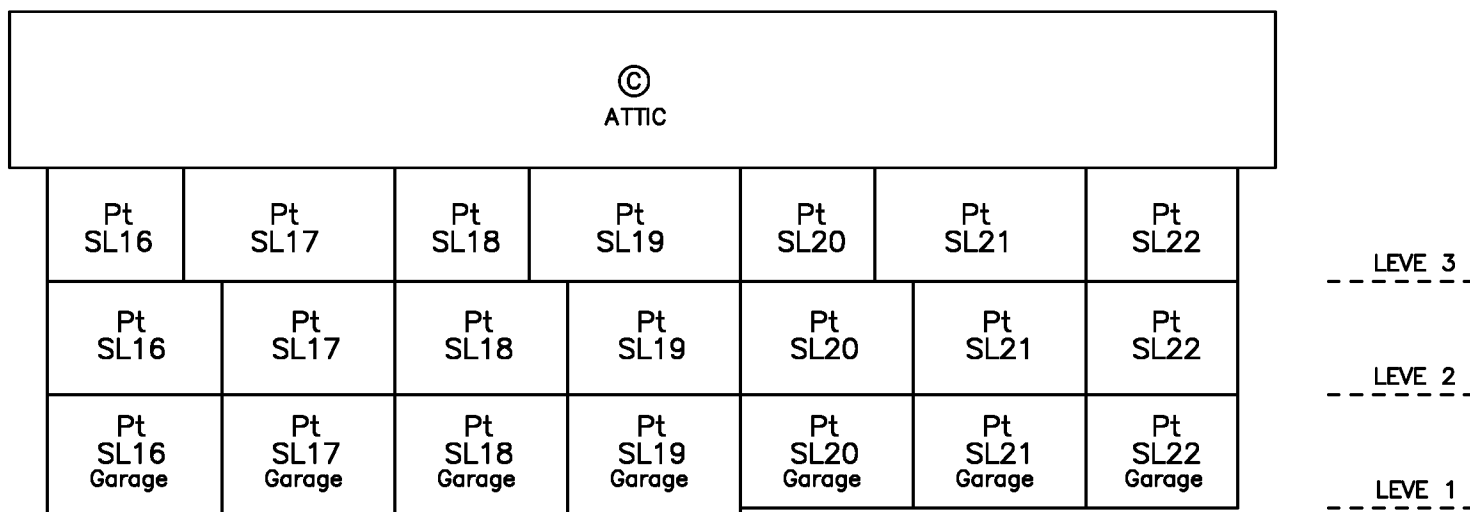 ©
ATTIC
Pt
SL16
Pt
SL17
Pt
SL18
Pt
SL19
Pt
SL20
Pt
SL21
Pt
SL22
LEVE 3
Pt
SL16
Pt
SL17
Pt
SL18
Pt
SL19
Pt
SL20
Pt
SL21
Pt
SL22
LEVE 2
Pt
SL16
Garage
Pt
SL17
Garage
Pt
SL18
Garage
Pt
SL19
Garage
Pt
SL20
Garage
Pt
SL21
Garage
Pt
SL22
Garage
LEVE 1